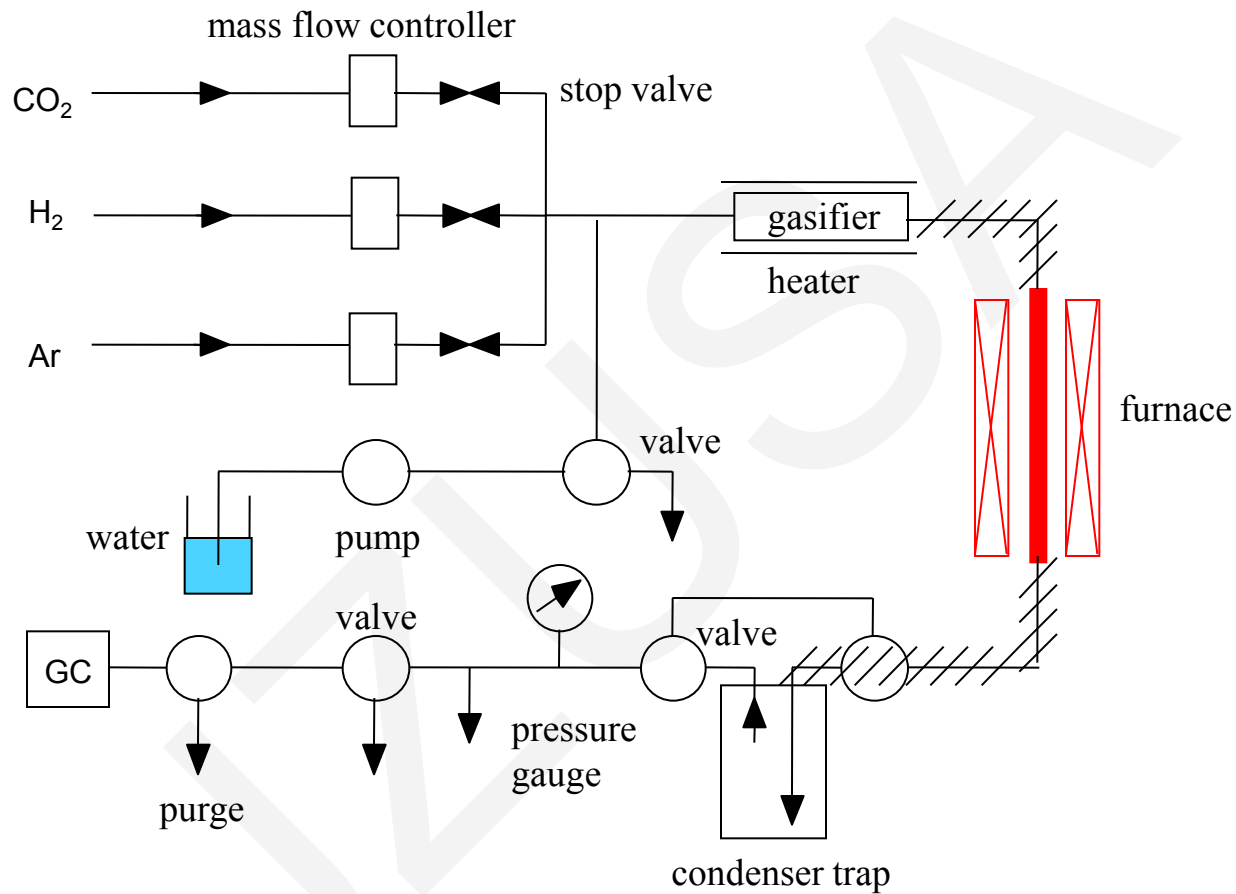 mass flow controller
CO₂
stop valve
H₂
gasifier
heater
Ar
furnace
valve
water
pump
valve
valve
GC
pressure
gauge
purge
condenser trap
IZUSA